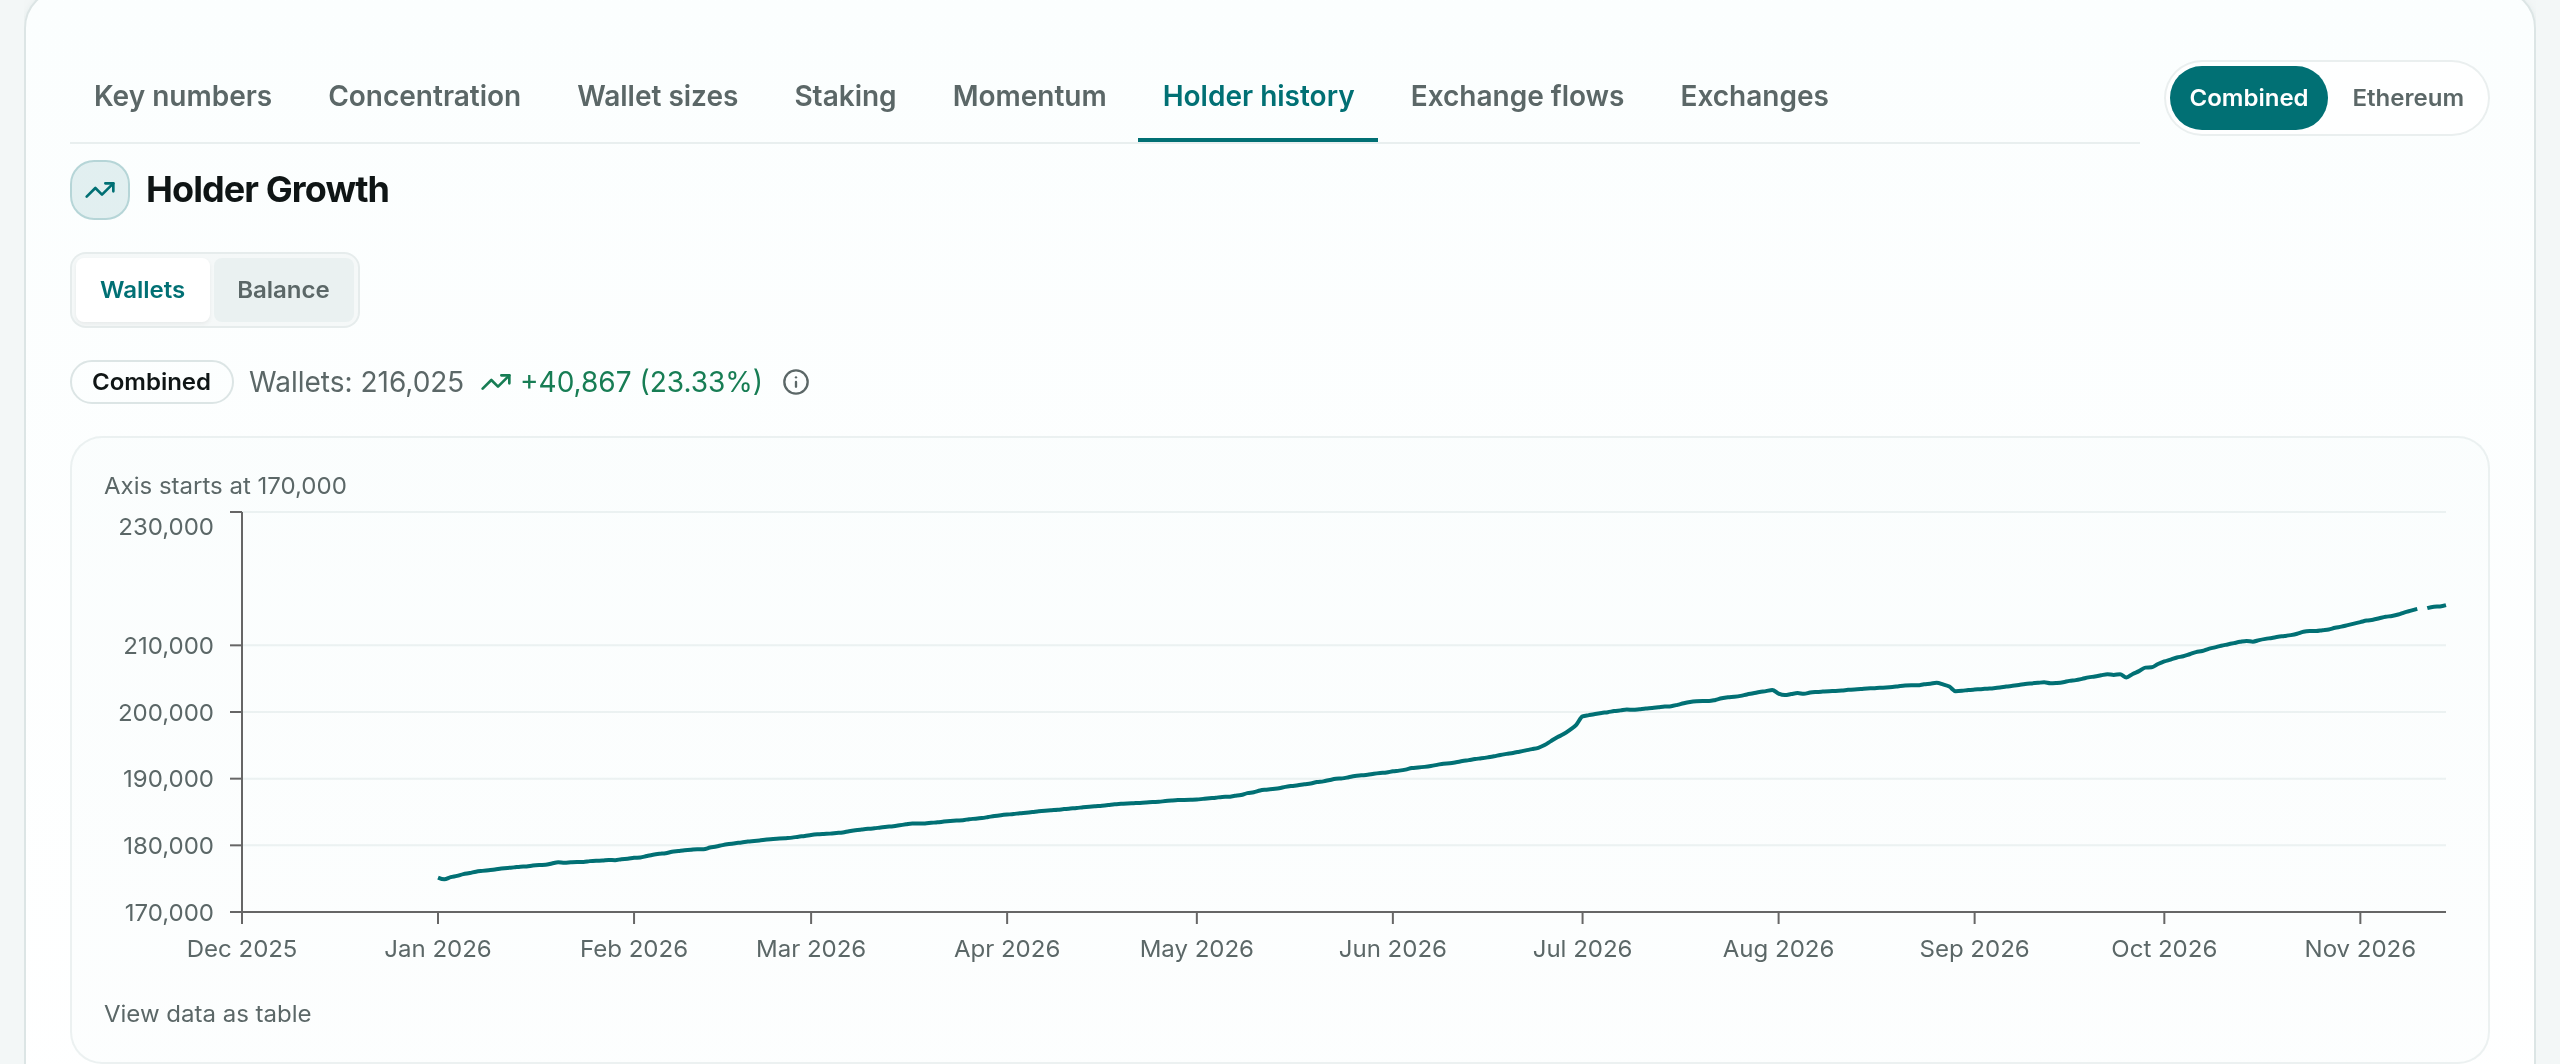 Key numbers Concentration Wallet sizes Staking Momentum Holder history Exchange flows Exchanges Combined Ethereum
Holder Growth
Wallets Balance
Combined Wallets: 216,025 +40,867 (23.33%)
Axis starts at 170,000
230,000
210,000
200,000
190,000
180,000
170,000
Dec 2025 Jan 2026 Feb 2026 Mar 2026 Apr 2026 May 2026 Jun 2026 Jul 2026 Aug 2026 Sep 2026 Oct 2026 Nov 2026
View data as table